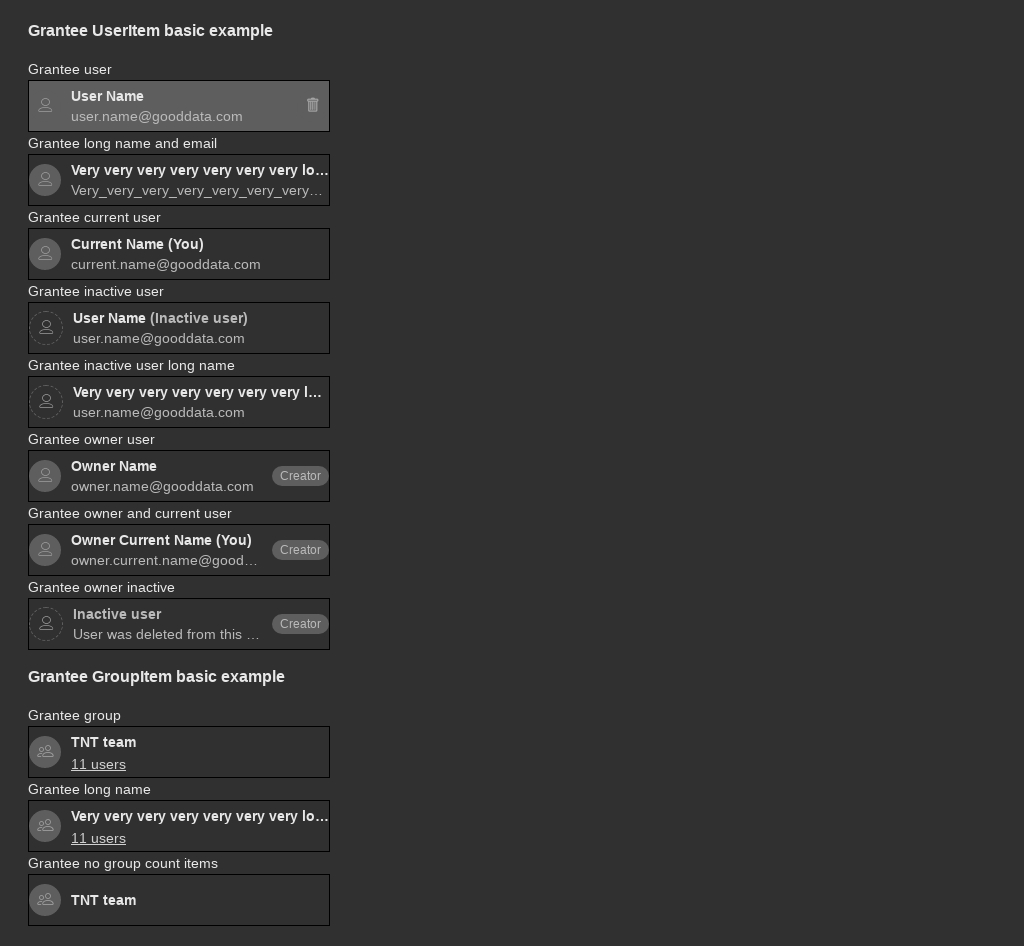 Grantee UserItem basic example
Grantee user
User Name
user.name@gooddata.com
Grantee long name and email
Very very very very very very very lo…
Very_very_very_very_very_very_very…
Grantee current user
Current Name (You)
current.name@gooddata.com
Grantee inactive user
User Name (Inactive user)
user.name@gooddata.com
Grantee inactive user long name
Very very very very very very very l…
user.name@gooddata.com
Grantee owner user
Owner Name
owner.name@gooddata.com
Creator
Grantee owner and current user
Owner Current Name (You)
owner.current.name@good…
Creator
Grantee owner inactive
Inactive user
User was deleted from this …
Creator
Grantee GroupItem basic example
Grantee group
TNT team
11 users
Grantee long name
Very very very very very very very lo…
11 users
Grantee no group count items
TNT team